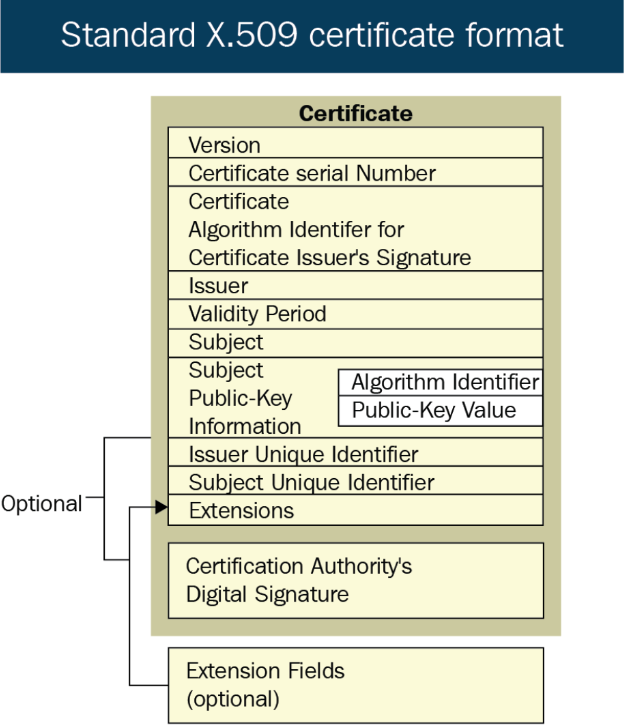 Standard X.509 certificate format
Certificate
Version
Certificate serial Number
Certificate
Algorithm Identifer for
Certificate Issuer's Signature
Issuer
Validity Period
Subject
Subject
Public-Key
Information
Algorithm Identifier
Public-Key Value
Issuer Unique Identifier
Subject Unique Identifier
Extensions
Optional
Certification Authority's
Digital Signature
Extension Fields
(optional)